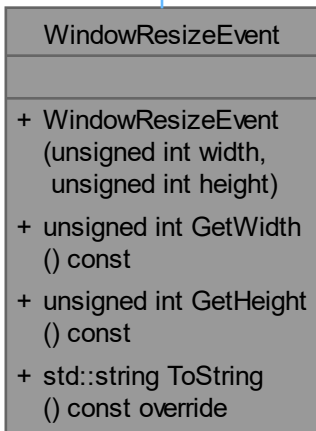 WindowResizeEvent
+ WindowResizeEvent
(unsigned int width,
unsigned int height)
+ unsigned int GetWidth
() const
+ unsigned int GetHeight
() const
+ std::string ToString
() const override